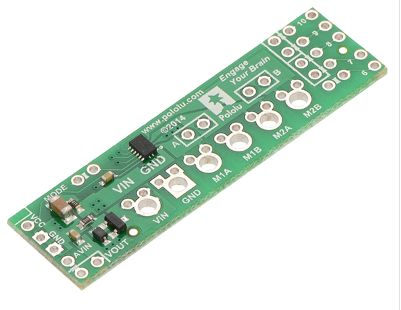 10
9
8
7
6
Engage
Your Brain
www.pololu.com
©2014
Pololu
A
B
MODE
VIN
GND
VIN
GND
M1A
M1B
M2A
M2B
VCC
GND
AVIN
VOUT